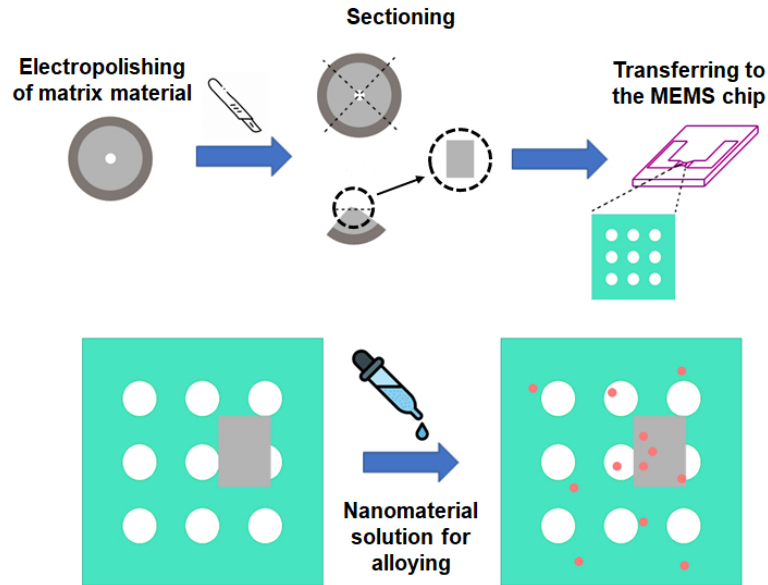 Sectioning
Electropolishing
of matrix material
Transferring to
the MEMS chip
Nanomaterial
solution for
alloying